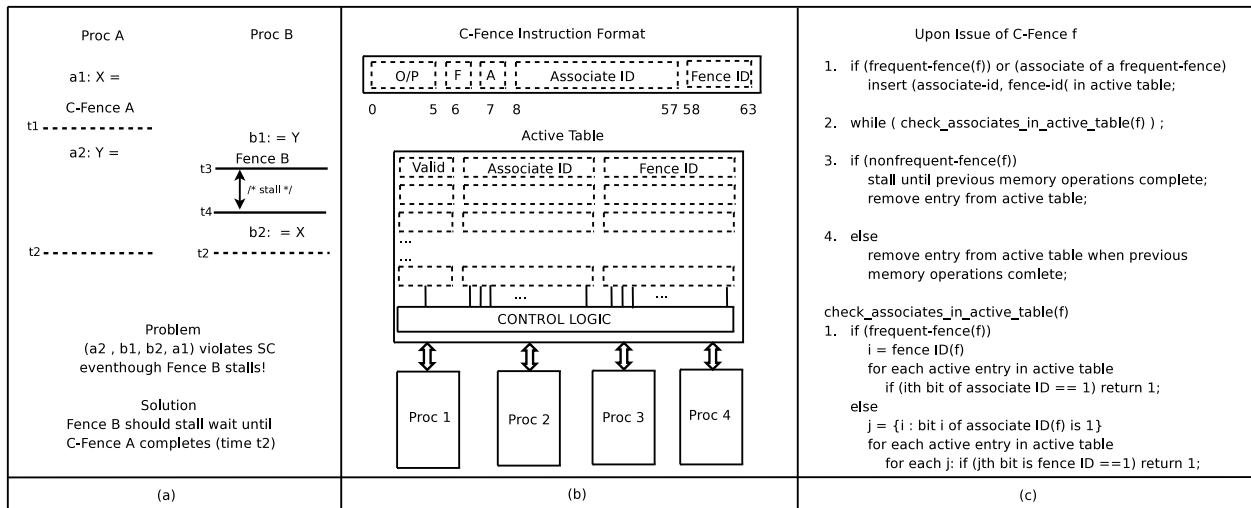 Proc A
Proc B
a1: X =
C-Fence A
t1
a2: Y =
b1: = Y
Fence B
t3
/* stall */
t4
b2: = X
t2
t2
Problem
(a2 , b1, b2, a1) violates SC
eventhough Fence B stalls!
Solution
Fence B should stall wait until
C-Fence A completes (time t2)
(a)
C-Fence Instruction Format
O/P F A Associate ID Fence ID
0 5 6 7 8 57 58 63
Active Table
Valid Associate ID Fence ID
...
...
... ...
CONTROL LOGIC
Proc 1 Proc 2 Proc 3 Proc 4
(b)
Upon Issue of C-Fence f
1. if (frequent-fence(f)) or (associate of a frequent-fence)
insert (associate-id, fence-id( in active table;
2. while ( check_associates_in_active_table(f) ) ;
3. if (nonfrequent-fence(f))
stall until previous memory operations complete;
remove entry from active table;
4. else
remove entry from active table when previous
memory operations comlete;
check_associates_in_active_table(f)
1. if (frequent-fence(f))
i = fence ID(f)
for each active entry in active table
if (ith bit of associate ID == 1) return 1;
else
j = {i : bit i of associate ID(f) is 1}
for each active entry in active table
for each j: if (jth bit is fence ID ==1) return 1;
(c)